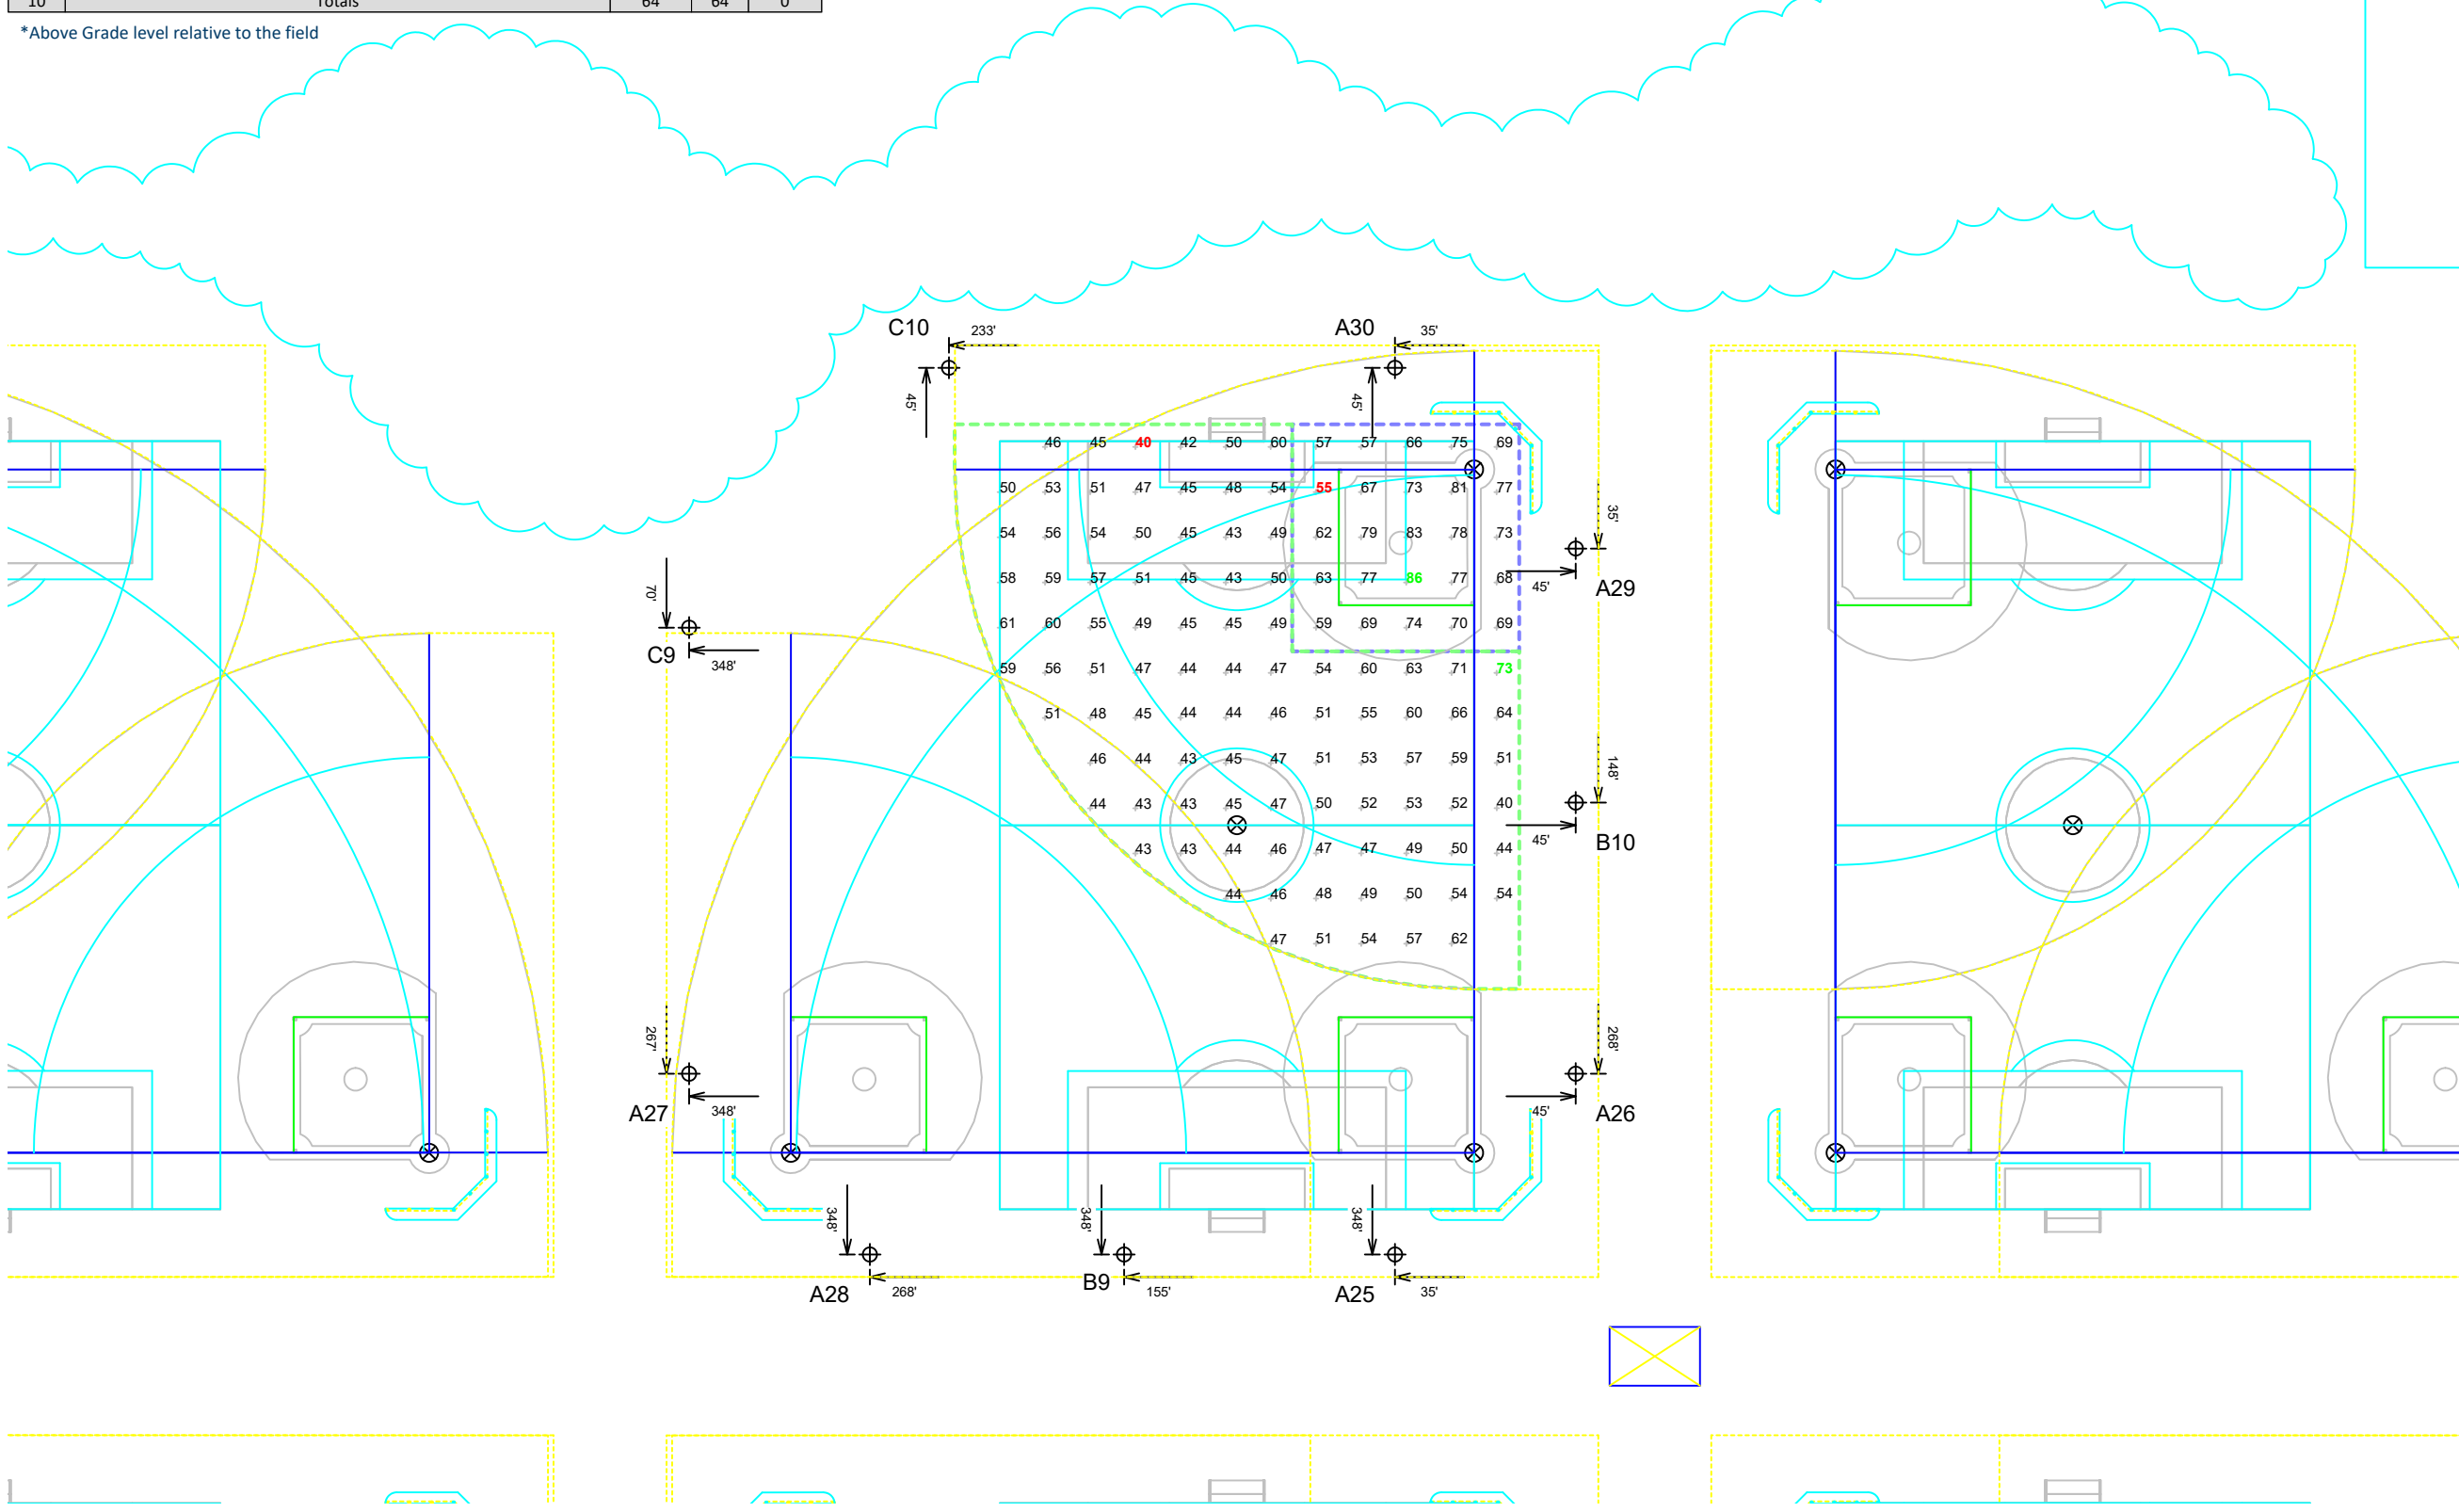 10 Totals 64 64 0
*Above Grade level relative to the field
C10 233' A30 35'
45' 45'
46 45 40 42 50 60 57 57 66 75 69
50 53 51 47 45 48 54 55 67 73 81 77
35'
54 56 54 50 45 43 49 62 79 83 78 73
58 59 57 51 45 43 50 63 77 86 77 68
70' 45' A29
61 60 55 49 45 45 49 59 69 74 70 69
C9 348'
59 56 51 47 44 44 47 54 60 63 71 73
51 48 45 44 44 46 51 55 60 66 64
46 44 43 45 47 51 53 57 59 51
148'
44 43 43 45 47 50 52 53 52 40
45' B10
43 43 44 46 47 47 49 50 44
44 46 48 49 50 54 54
47 51 54 57 62
267' 268'
A27 348' 45' A26
348' 348' 348'
A28 268' B9 155' A25 35'